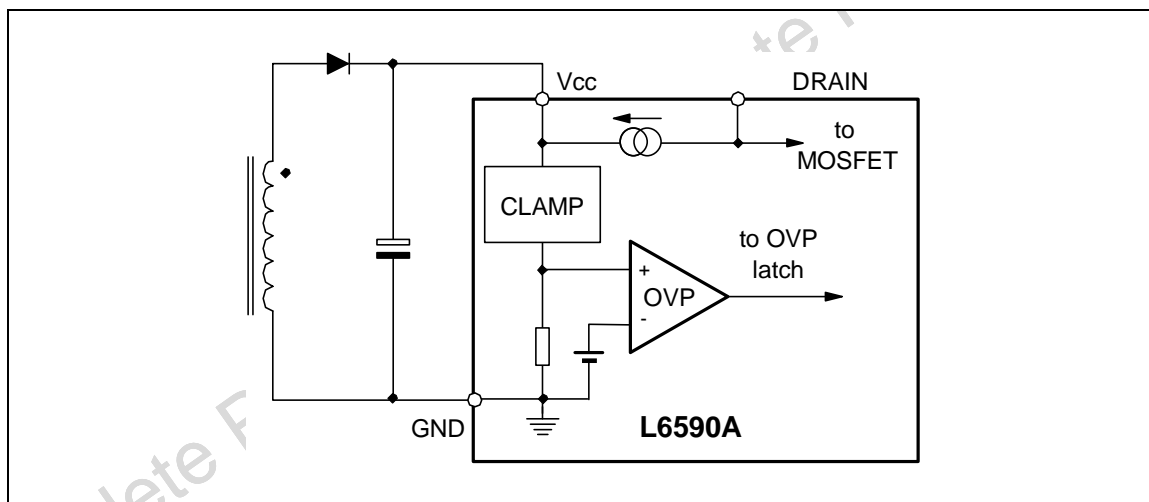 Vcc
DRAIN
to
MOSFET
CLAMP
to OVP
latch
+
OVP
-
GND
L6590A